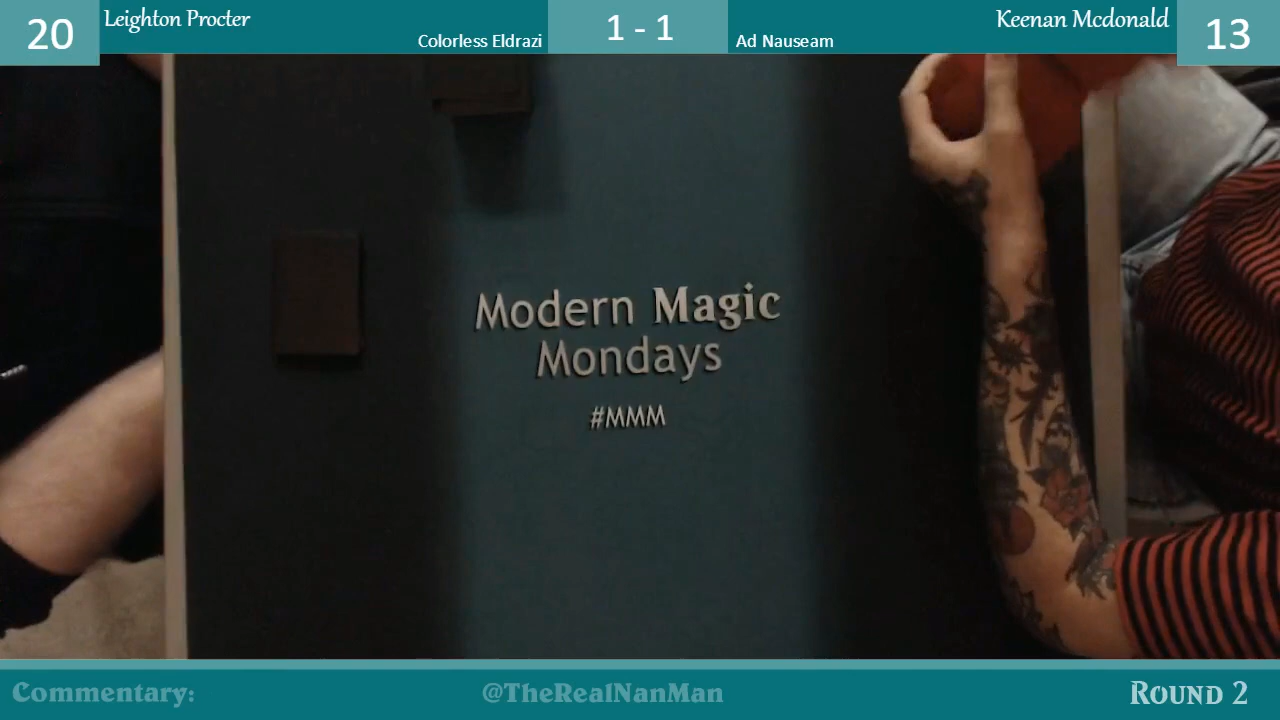 20
Leighton Procter
Colorless Eldrazi
1 - 1
Ad Nauseam
Keenan Mcdonald
13
Modern Magic
Mondays
#MMM
Commentary:
@TheRealNanMan
Round 2